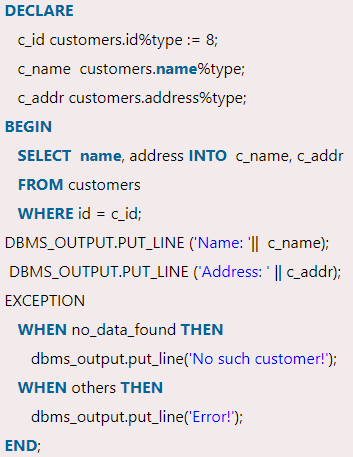 DECLARE
c_id customers.id%type := 8;
c_name  customers.name%type;
c_addr customers.address%type;
BEGIN
SELECT  name, address INTO  c_name, c_addr
FROM customers
WHERE id = c_id;
DBMS_OUTPUT.PUT_LINE ('Name: '||  c_name);
DBMS_OUTPUT.PUT_LINE ('Address: ' || c_addr);
EXCEPTION
WHEN no_data_found THEN
dbms_output.put_line('No such customer!');
WHEN others THEN
dbms_output.put_line('Error!');
END;